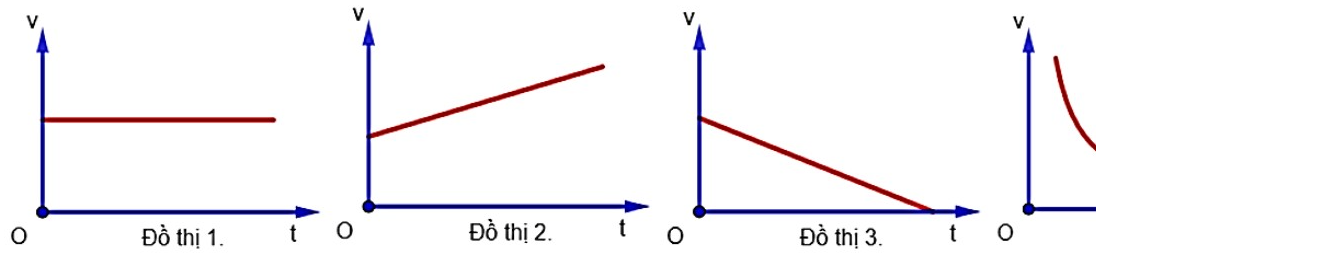 v
O
Đồ thị 1.
t
v
O
Đồ thị 2.
t
v
O
Đồ thị 3.
t
v
O